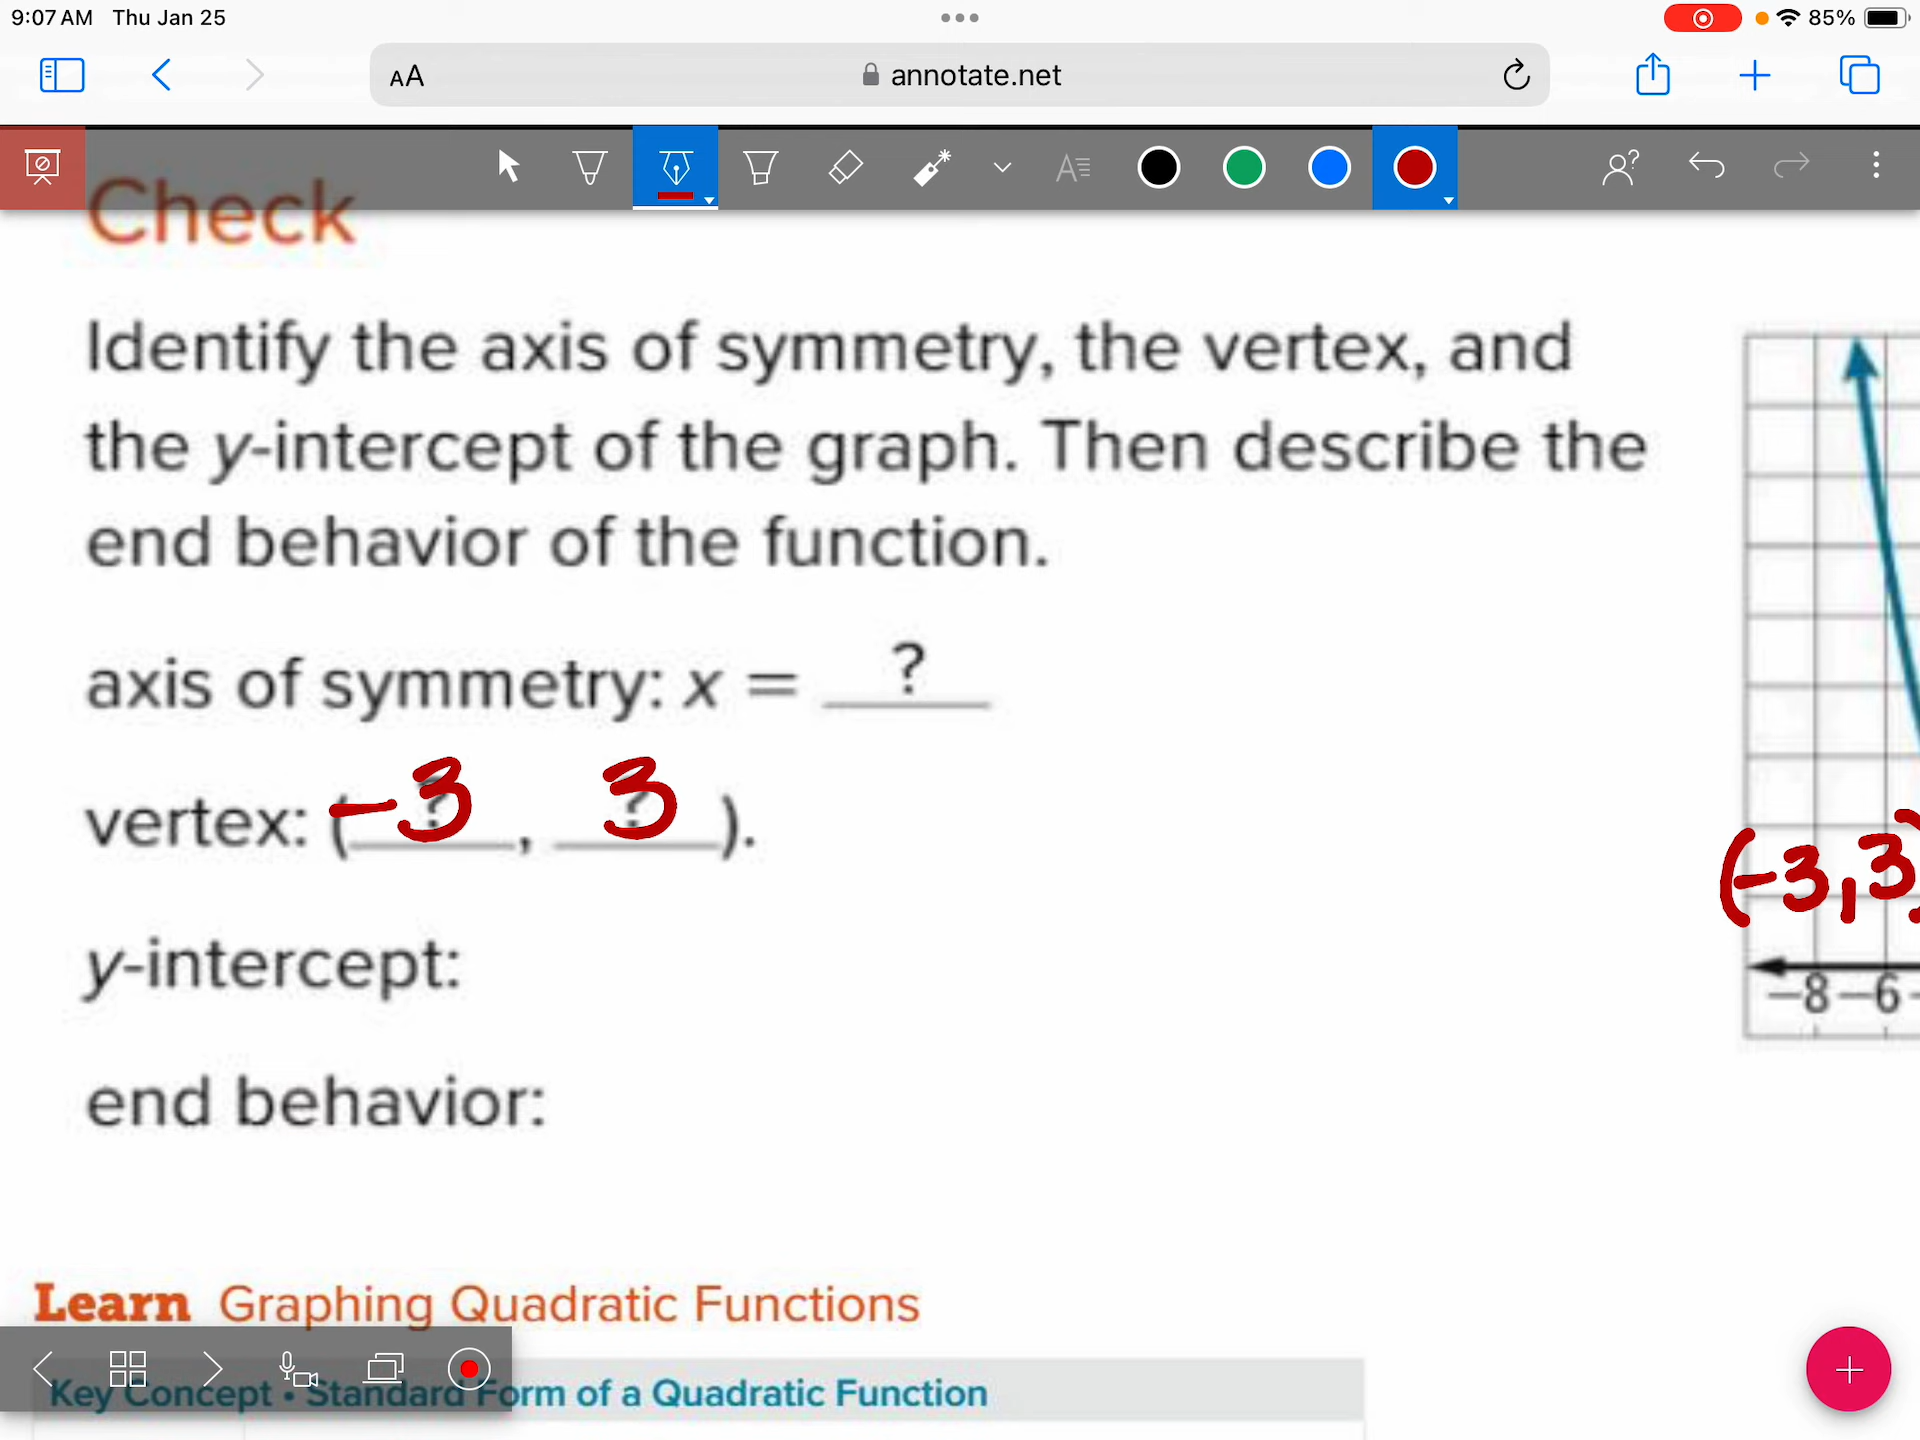 9:07 AM Thu Jan 25
85%
AA annotate.net
Check
Identify the axis of symmetry, the vertex, and
the y-intercept of the graph. Then describe the
end behavior of the function.
axis of symmetry: x = ?
vertex: (-3, 3).
(-3,3)
y-intercept:
-8 -6
end behavior:
Learn Graphing Quadratic Functions
Key Concept • Standard Form of a Quadratic Function